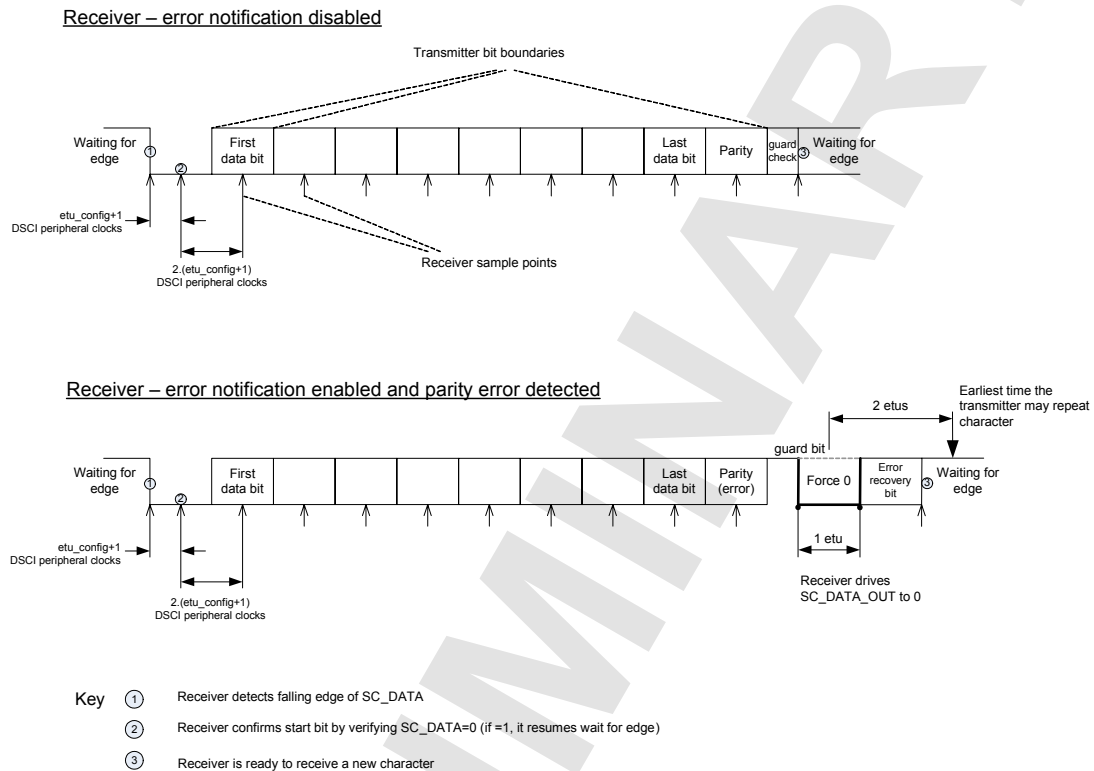 Receiver – error notification disabled
Transmitter bit boundaries
Waiting for
edge
1
2
First
data bit
Last
data bit
Parity
guard
check
3
Waiting for
edge
etu_config+1
DSCI peripheral clocks
2.(etu_config+1)
DSCI peripheral clocks
Receiver sample points
Receiver – error notification enabled and parity error detected
2 etus
Earliest time the
transmitter may repeat
character
guard bit
Waiting for
edge
1
2
First
data bit
Last
data bit
Parity
(error)
Force 0
Error
recovery
bit
3
Waiting for
edge
etu_config+1
DSCI peripheral clocks
2.(etu_config+1)
DSCI peripheral clocks
1 etu
Receiver drives
SC_DATA_OUT to 0
Key
1
Receiver detects falling edge of SC_DATA
2
Receiver confirms start bit by verifying SC_DATA=0 (if =1, it resumes wait for edge)
3
Receiver is ready to receive a new character
IMINAR